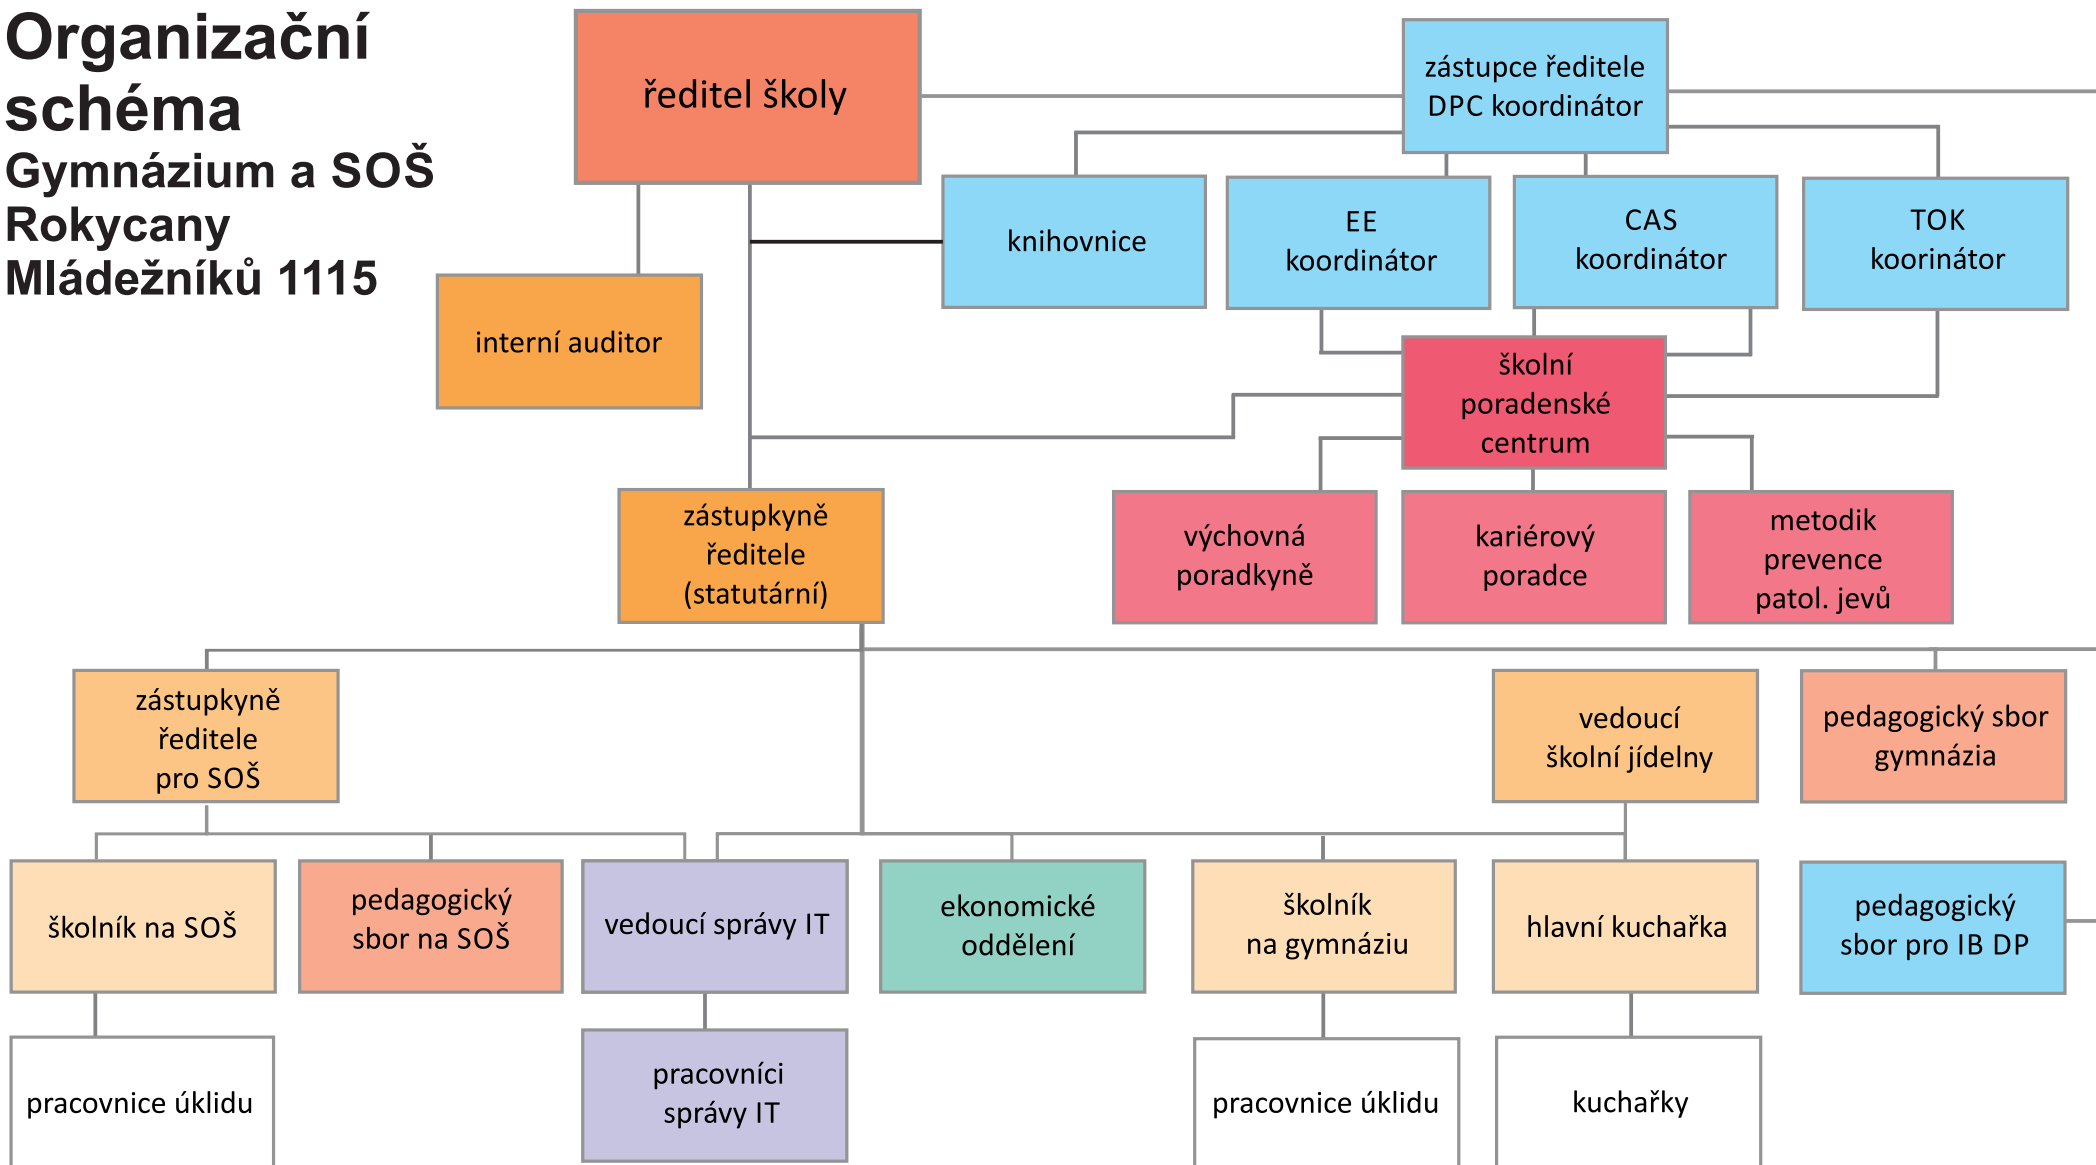 Organizační
schéma
Gymnázium a SOŠ
Rokycany
Mládežníků 1115
ředitel školy
zástupce ředitele
DPC koordinátor
knihovnice
EE
koordinátor
CAS
koordinátor
TOK
koorinátor
interní auditor
školní
poradenské
centrum
zástupkyně
ředitele
(statutární)
výchovná
poradkyně
kariérový
poradce
metodik
prevence
patol. jevů
zástupkyně
ředitele
pro SOŠ
vedoucí
školní jídelny
pedagogický sbor
gymnázia
školník na SOŠ
pedagogický
sbor na SOŠ
vedoucí správy IT
ekonomické
oddělení
školník
na gymnáziu
hlavní kuchařka
pedagogický
sbor pro IB DP
pracovnice úklidu
pracovníci
správy IT
pracovnice úklidu
kuchařky